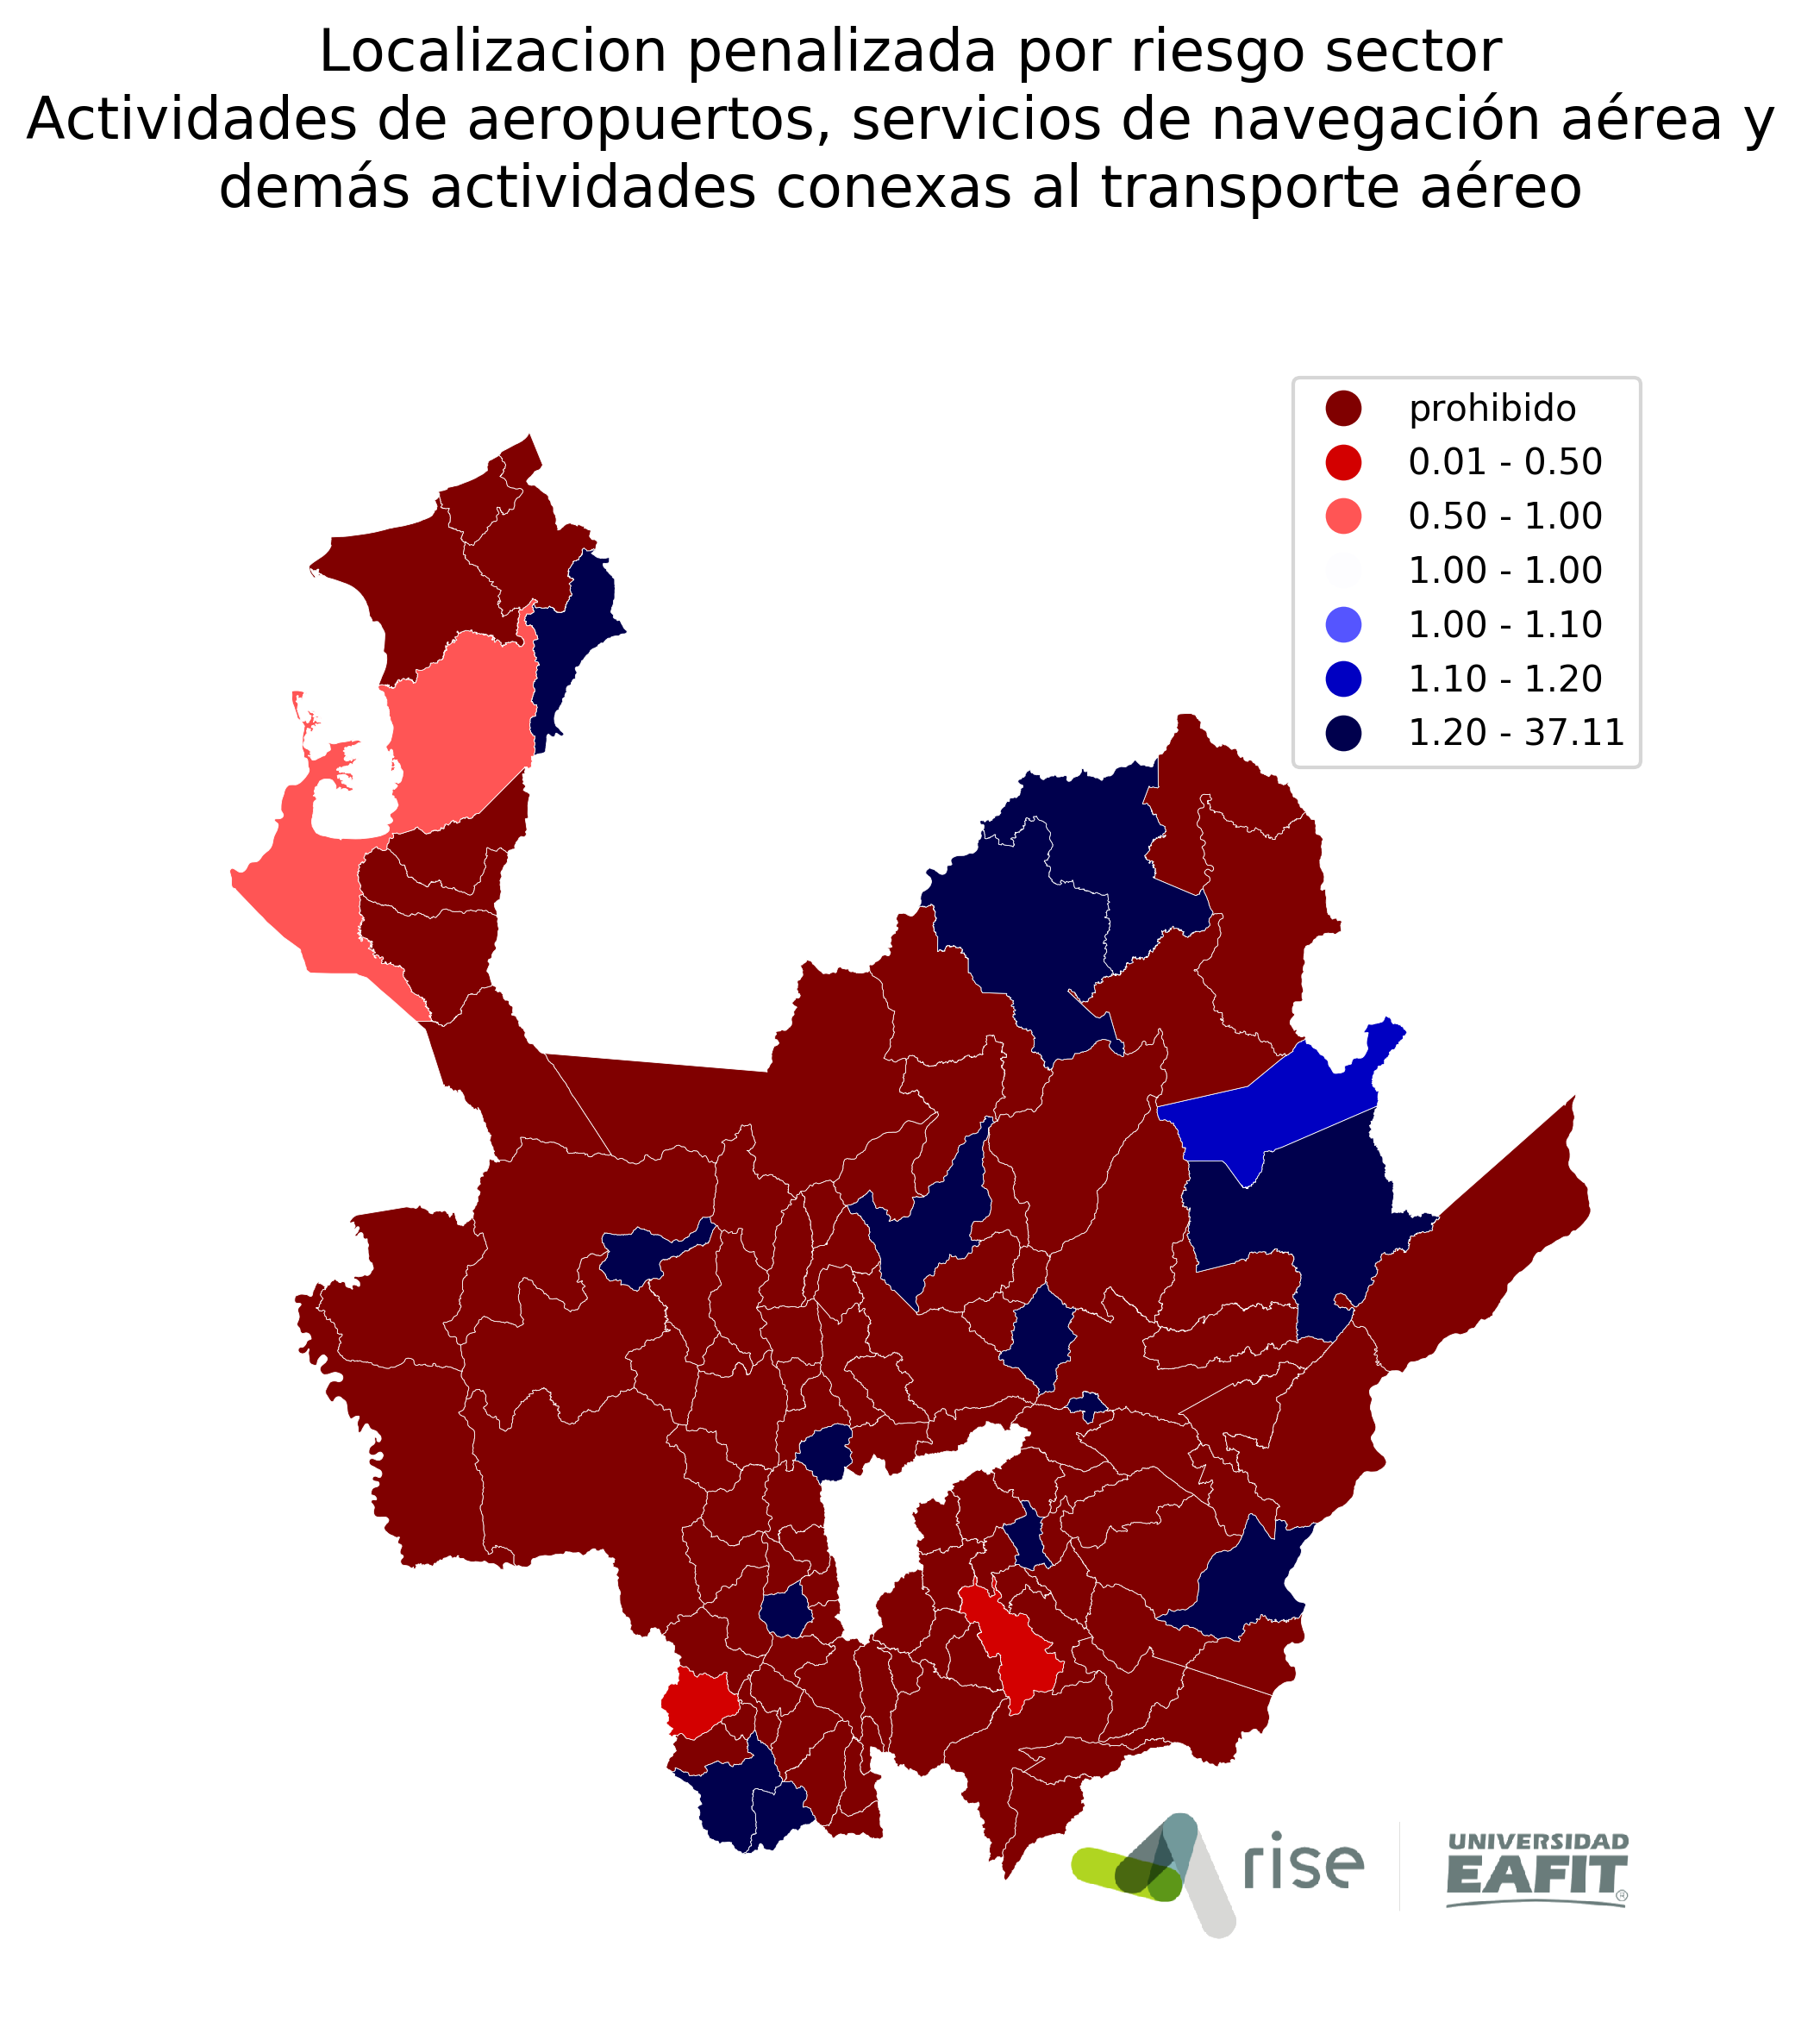 Localizacion penalizada por riesgo sector
Actividades de aeropuertos, servicios de navegación aérea y
demás actividades conexas al transporte aéreo
prohibido
0.01 - 0.50
0.50 - 1.00
1.00 - 1.00
1.00 - 1.10
1.10 - 1.20
1.20 - 37.11
rise
UNIVERSIDAD
EAFIT®